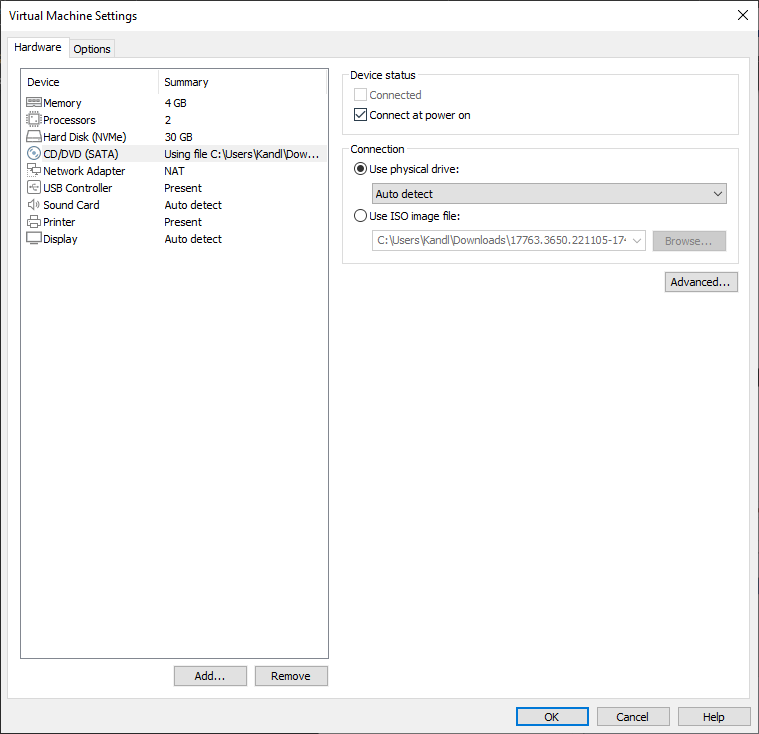 Virtual Machine Settings
Hardware Options
Device Summary
Memory 4 GB
Processors 2
Hard Disk (NVMe) 30 GB
CD/DVD (SATA) Using file C:\Users\Kandl\Dow...
Network Adapter NAT
USB Controller Present
Sound Card Auto detect
Printer Present
Display Auto detect
Add... Remove
Device status
Connected
Connect at power on
Connection
Use physical drive:
Auto detect
Use ISO image file:
C:\Users\Kandl\Downloads\17763.3650.221105-174 Browse...
Advanced...
OK Cancel Help